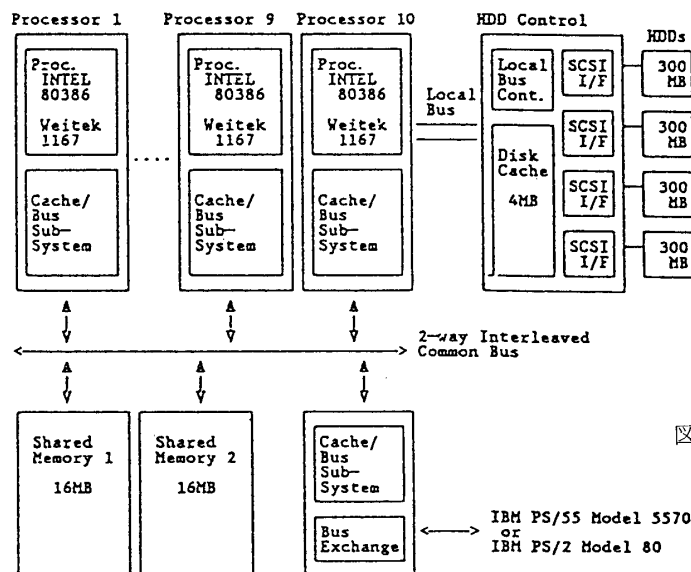 Processor 1
Processor 9
Processor 10
HDD Control
HDDs
Proc.
INTEL
80386
Weitek
1167
Cache/
Bus
Sub-
System
.....
Proc.
INTEL
80386
Weitek
1167
Cache/
Bus
Sub-
System
Proc.
INTEL
80386
Weitek
1167
Cache/
Bus
Sub-
System
Local
Bus
Local
Bus
Cont.
Disk
Cache
4MB
SCSI
I/F
SCSI
I/F
SCSI
I/F
SCSI
I/F
300
MB
300
MB
300
MB
300
MB
2-way Interleaved
Common Bus
Shared
Memory 1
16MB
Shared
Memory 2
16MB
Cache/
Bus
Sub-
System
Bus
Exchange
図
IBM PS/55 Model 5570
or
IBM PS/2 Model 80